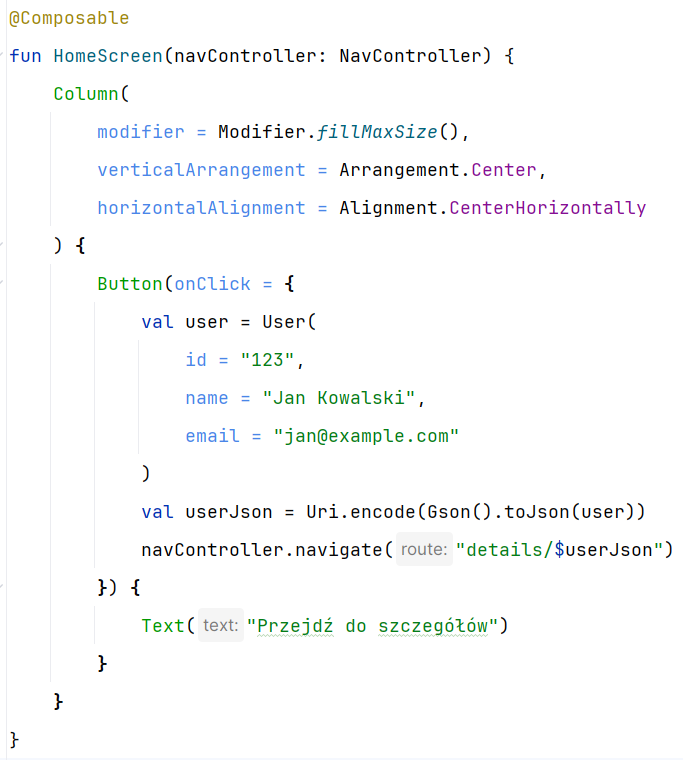 @Composable
fun HomeScreen(navController: NavController) {
    Column(
        modifier = Modifier.fillMaxSize(),
        verticalArrangement = Arrangement.Center,
        horizontalAlignment = Alignment.CenterHorizontally
    ) {
        Button(onClick = {
            val user = User(
                id = "123",
                name = "Jan Kowalski",
                email = "jan@example.com"
            )
            val userJson = Uri.encode(Gson().toJson(user))
            navController.navigate( route: "details/$userJson")
        }) {
            Text( text: "Przejdź do szczegółów")
        }
    }
}